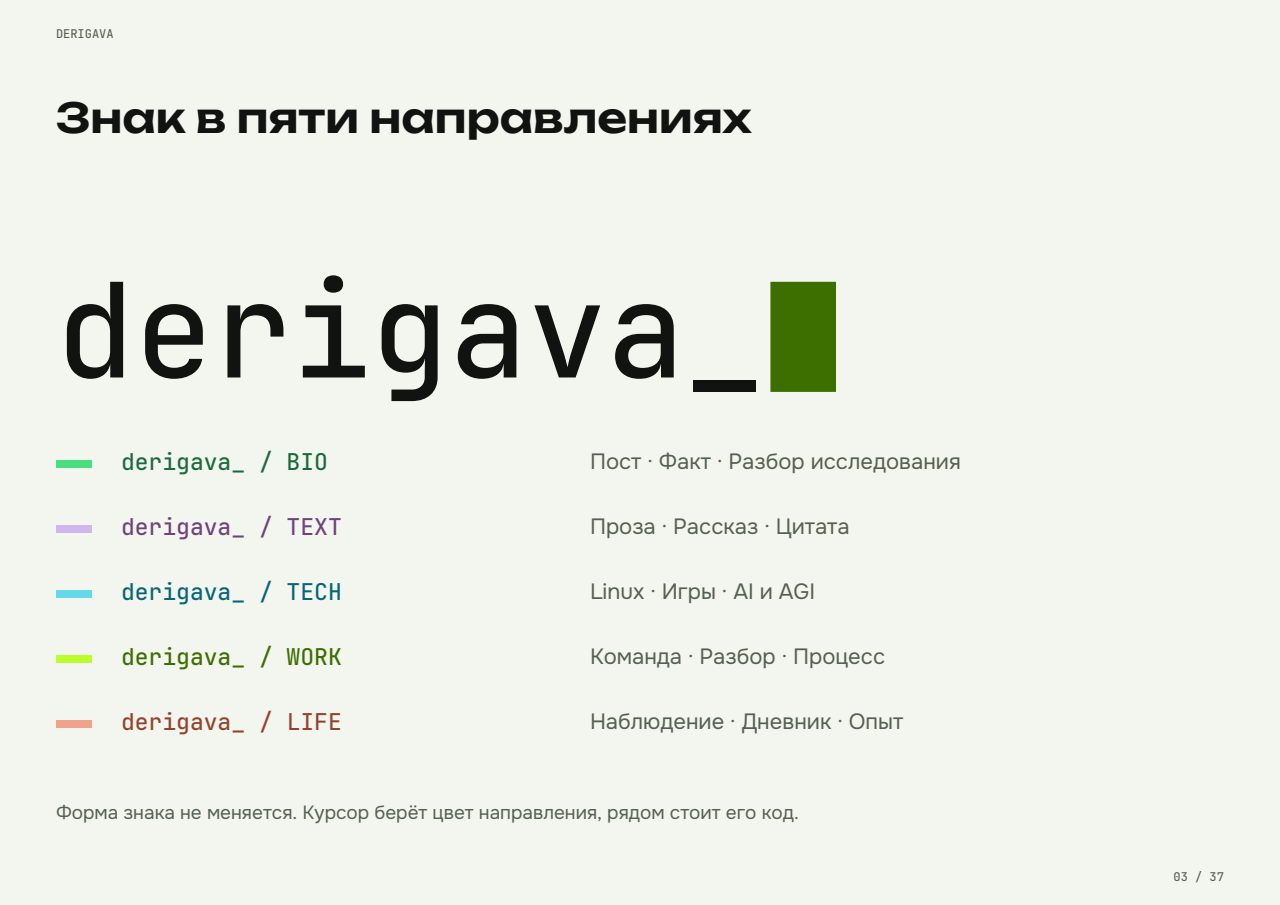 DERIGAVA
Знак в пяти направлениях
derigava_
derigava_ / BIO
Пост · Факт · Разбор исследования
derigava_ / TEXT
Проза · Рассказ · Цитата
derigava_ / TECH
Linux · Игры · AI и AGI
derigava_ / WORK
Команда · Разбор · Процесс
derigava_ / LIFE
Наблюдение · Дневник · Опыт
Форма знака не меняется. Курсор берёт цвет направления, рядом стоит его код.
03 / 37